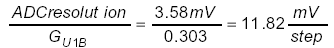 ADCresolut ion / G_U1B = 3.58mV / 0.303 = 11.82 mV / step